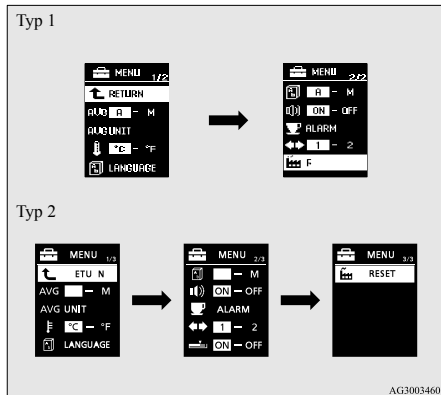 Typ 1
MENU 1/2
RETURN
AVG A - M
AVG UNIT
°C - °F
LANGUAGE
MENU 2/2
A - M
ON - OFF
ALARM
1 - 2
Typ 2
MENU 1/3
ETU N
AVG – M
AVG UNIT
°C – °F
LANGUAGE
MENU 2/3
– M
ON – OFF
ALARM
1 – 2
ON – OFF
MENU 3/3
RESET
AG3003460